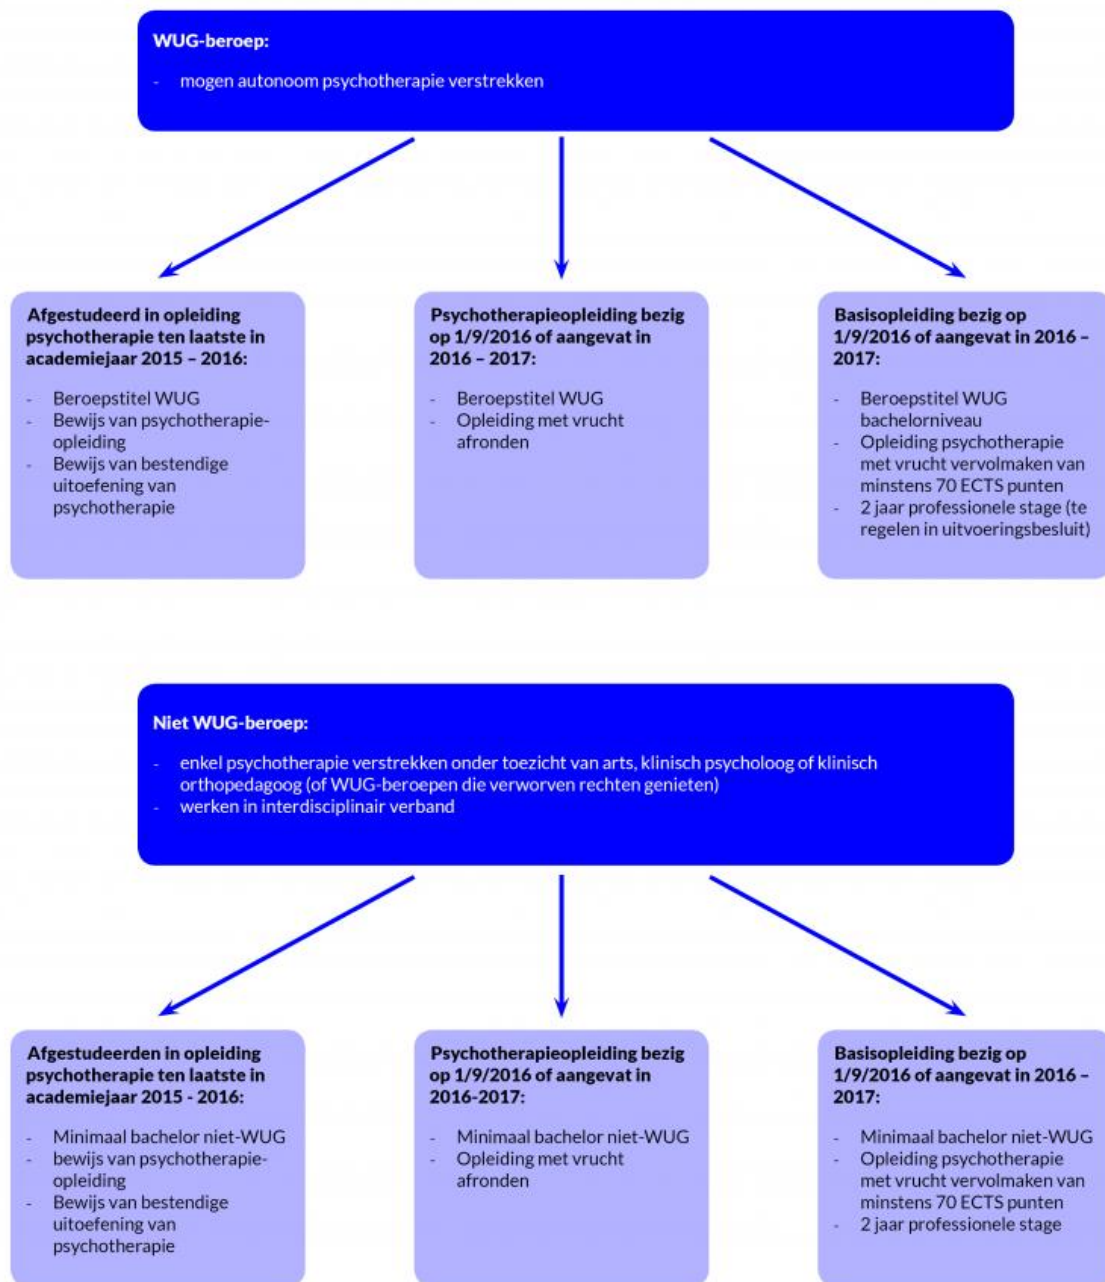 WUG-beroep:
- mogen autonoom psychotherapie verstrekken
Afgestudeerd in opleiding
psychotherapie ten laatste in
academiejaar 2015 – 2016:
- Beroepstitel WUG
- Bewijs van psychotherapie-
opleiding
- Bewijs van bestendige
uitoefening van
psychotherapie
Psychotherapieopleiding bezig
op 1/9/2016 of aangevat in
2016 – 2017:
- Beroepstitel WUG
- Opleiding met vrucht
afronden
Basisopleiding bezig op
1/9/2016 of aangevat in 2016 –
2017:
- Beroepstitel WUG
bachelorniveau
- Opleiding psychotherapie
met vrucht vervolmaken van
minstens 70 ECTS punten
- 2 jaar professionele stage (te
regelen in uitvoeringsbesluit)
Niet WUG-beroep:
- enkel psychotherapie verstrekken onder toezicht van arts, klinisch psycholoog of klinisch
orthopedagoog (of WUG-beroepen die verworven rechten genieten)
- werken in interdisciplinair verband
Afgestudeerden in opleiding
psychotherapie ten laatste in
academiejaar 2015 - 2016:
- Minimaal bachelor niet-WUG
- bewijs van psychotherapie-
opleiding
- Bewijs van bestendige
uitoefening van
psychotherapie
Psychotherapieopleiding bezig
op 1/9/2016 of aangevat in
2016-2017:
- Minimaal bachelor niet-WUG
- Opleiding met vrucht
afronden
Basisopleiding bezig op
1/9/2016 of aangevat in 2016 –
2017:
- Minimaal bachelor niet-WUG
- Opleiding psychotherapie
met vrucht vervolmaken van
minstens 70 ECTS punten
- 2 jaar professionele stage